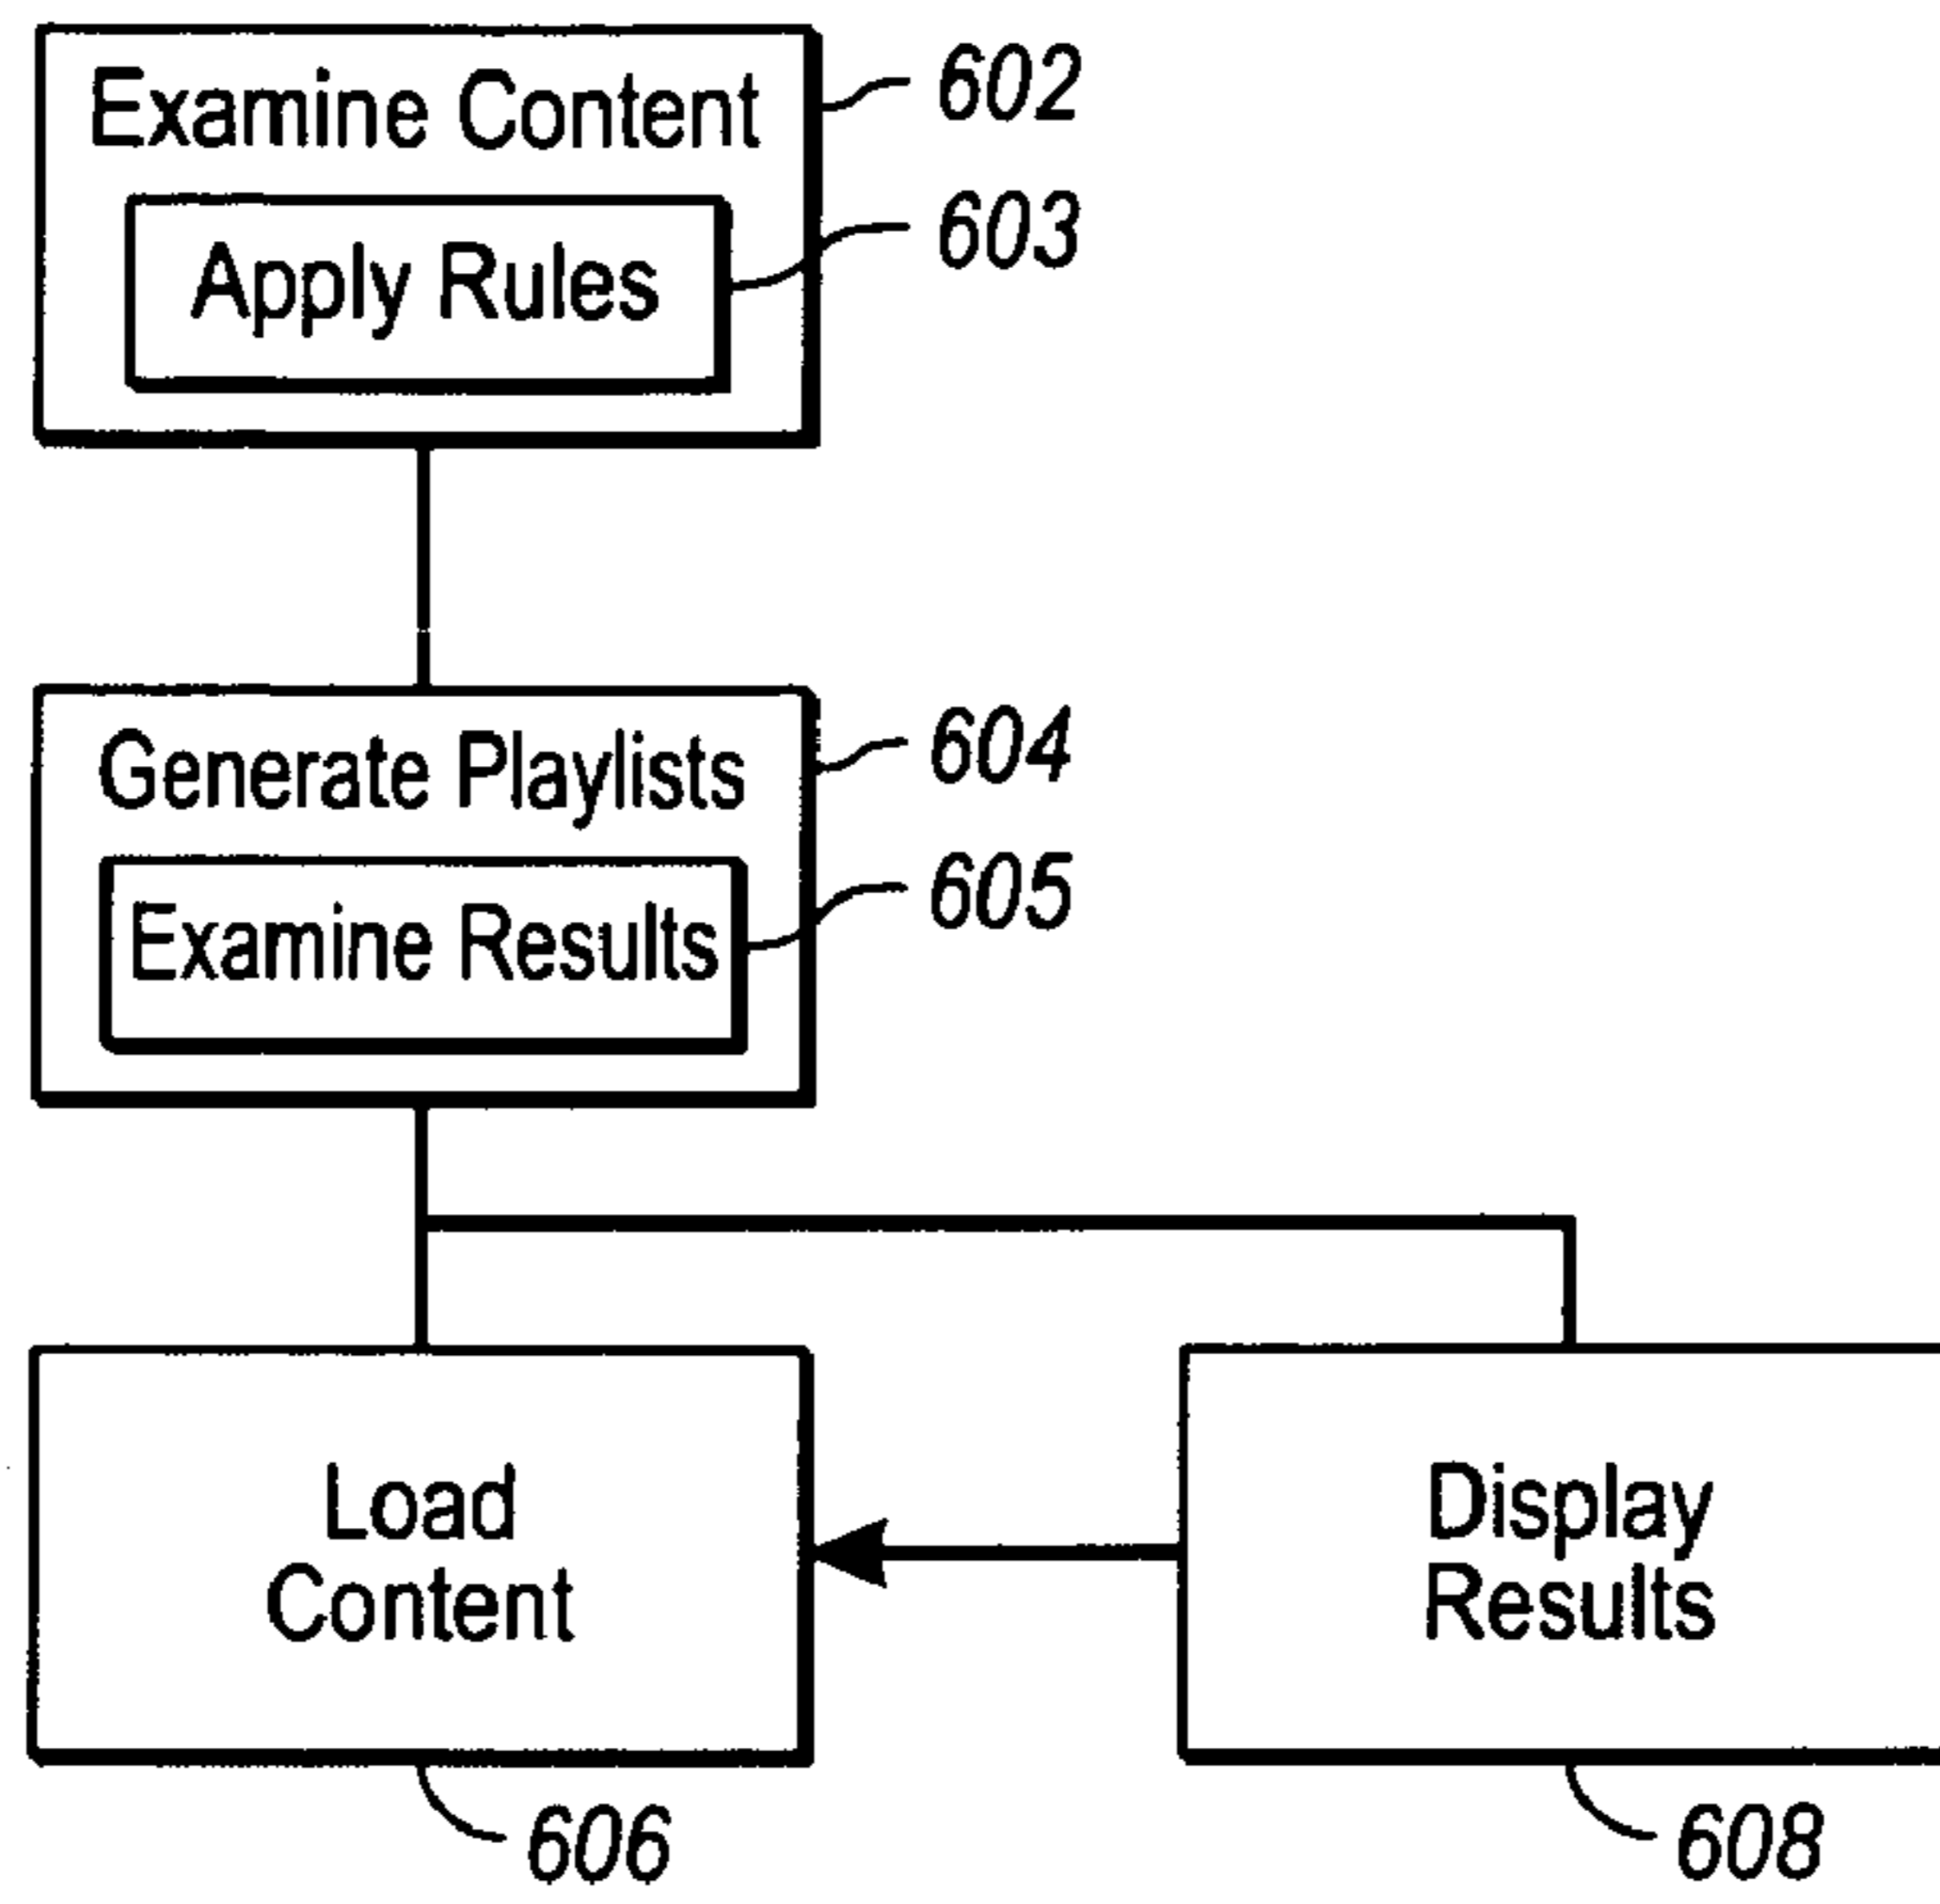 Examine Content
602
Apply Rules
603
Generate Playlists
604
Examine Results
605
Load
Content
606
Display
Results
608